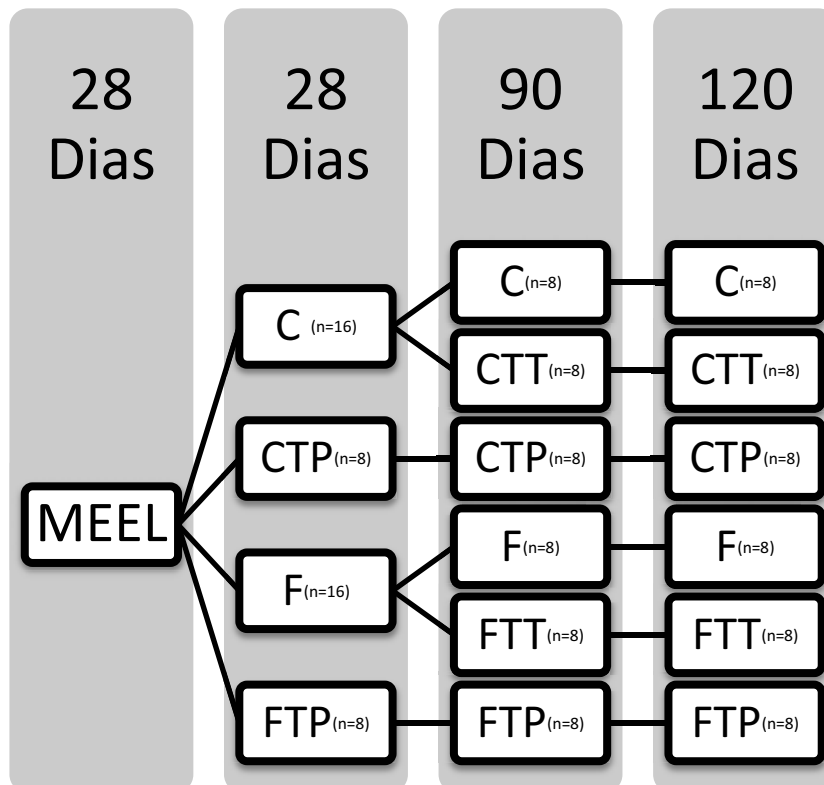 28
Dias
28
Dias
90
Dias
120
Dias
MEEL
C (n=16)
CTP(n=8)
F(n=16)
FTP(n=8)
C(n=8)
CTT(n=8)
CTP(n=8)
F(n=8)
FTT(n=8)
FTP(n=8)
C(n=8)
CTT(n=8)
CTP(n=8)
F(n=8)
FTT(n=8)
FTP(n=8)